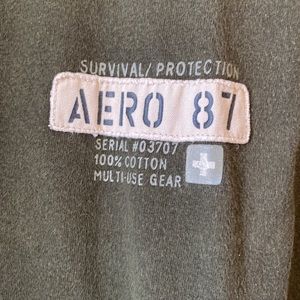 SURVIVAL/ PROTECTION
AERO 87
SERIAL #03707
100% COTTON
MULTI-USE GEAR